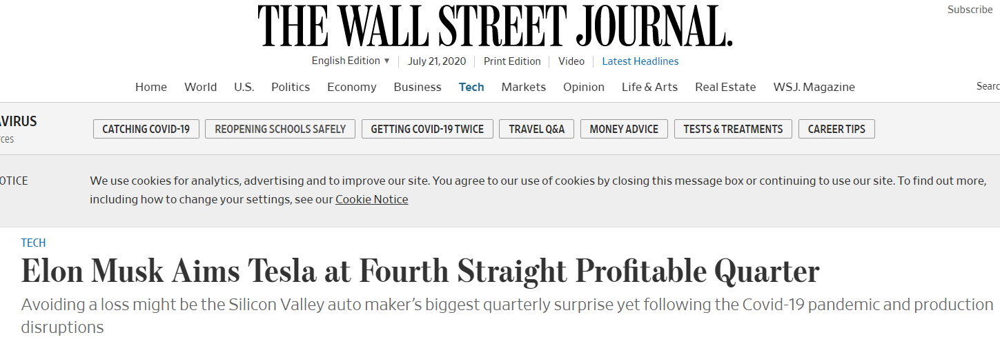 THE WALL STREET JOURNAL.
Subscribe
English Edition ▼ July 21, 2020 Print Edition Video Latest Headlines
Home World U.S. Politics Economy Business Tech Markets Opinion Life & Arts Real Estate WSJ. Magazine
CATCHING COVID-19 REOPENING SCHOOLS SAFELY GETTING COVID-19 TWICE TRAVEL Q&A MONEY ADVICE TESTS & TREATMENTS CAREER TIPS
We use cookies for analytics, advertising and to improve our site. You agree to our use of cookies by closing this message box or continuing to use our site. To find out more,
including how to change your settings, see our Cookie Notice
TECH
Elon Musk Aims Tesla at Fourth Straight Profitable Quarter
Avoiding a loss might be the Silicon Valley auto maker's biggest quarterly surprise yet following the Covid-19 pandemic and production
disruptions